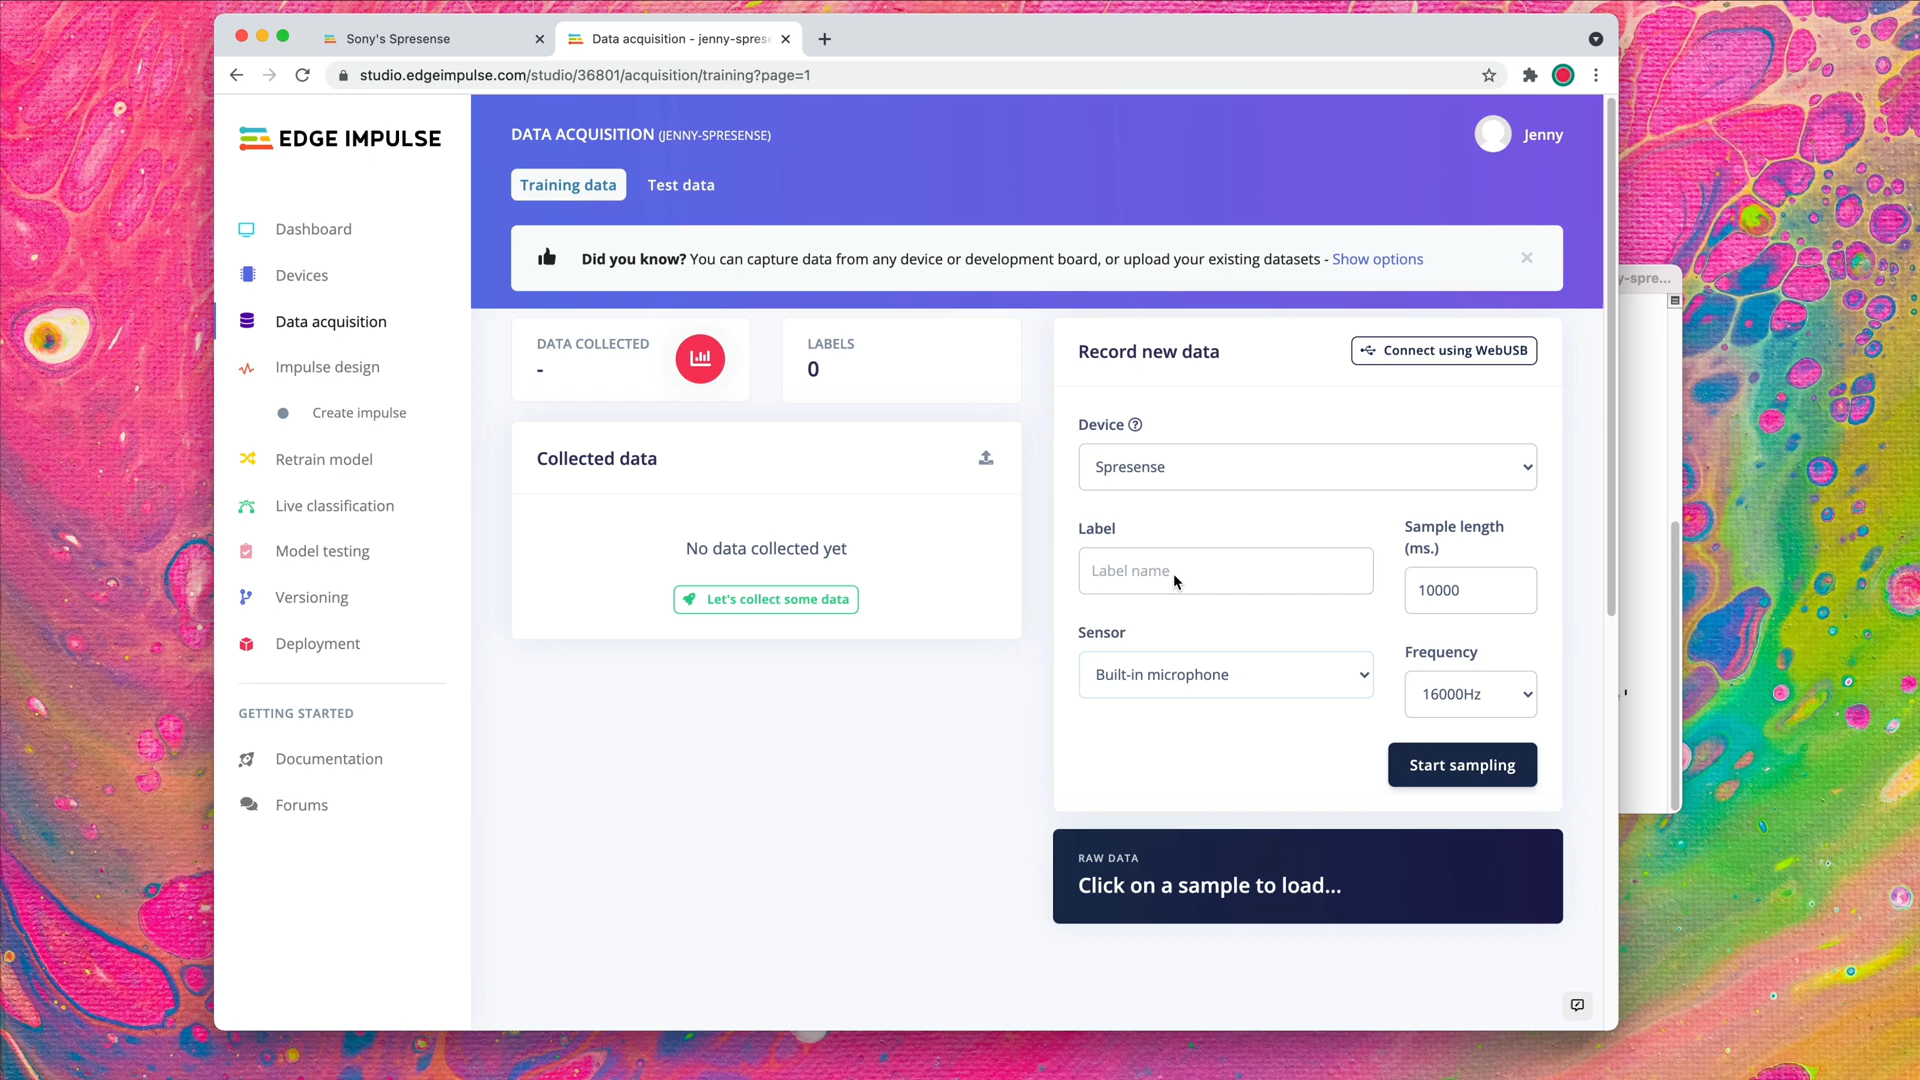 Sony's Spresense
Data acquisition - jenny-sprese
studio.edgeimpulse.com/studio/36801/acquisition/training?page=1
EDGE IMPULSE
Dashboard
Devices
Data acquisition
Impulse design
Create impulse
Retrain model
Live classification
Model testing
Versioning
Deployment
GETTING STARTED
Documentation
Forums
DATA ACQUISITION (JENNY-SPRESENSE)
Jenny
Training data
Test data
Did you know? You can capture data from any device or development board, or upload your existing datasets - Show options
DATA COLLECTED
-
LABELS
0
Collected data
No data collected yet
Let's collect some data
Record new data
Connect using WebUSB
Device
Spresense
Label
Label name
Sample length
(ms.)
10000
Sensor
Built-in microphone
Frequency
16000Hz
Start sampling
RAW DATA
Click on a sample to load...
y-spre...